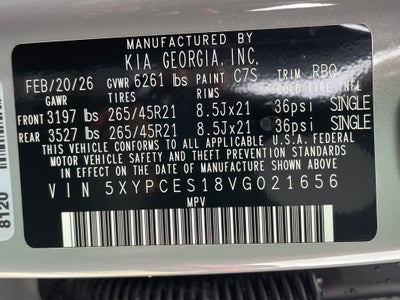 MANUFACTURED BY
KIA GEORGIA, INC.
FEB/20/26 GVWR 6261 lbs PAINT C7S TRIM RBQ
GAWR TIRES RIMS COLD TIRE INFL
FRONT 3197 lbs 265/45R21 8.5Jx21 36psi SINGLE
REAR 3527 lbs 265/45R21 8.5Jx21 36psi SINGLE
THIS VEHICLE CONFORMS TO ALL APPLICABLE U.S. FEDERAL
MOTOR VEHICLE SAFETY STANDARDS IN EFFECT ON THE
DATE OF MANUFACTURE SHOWN ABOVE.
VIN 5XYPCES18VG021656
MPV
8120